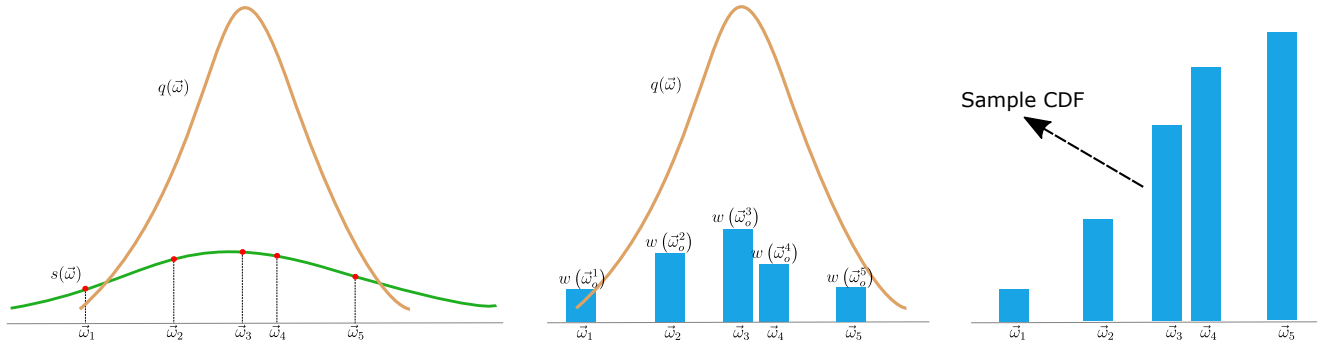 q(ω⃗)
s(ω⃗)
ω⃗₁ ω⃗₂ ω⃗₃ ω⃗₄ ω⃗₅
q(ω⃗)
w(ω⃗ₒ³)
w(ω⃗ₒ²)
w(ω⃗ₒ⁴)
w(ω⃗ₒ¹)
w(ω⃗ₒ⁵)
ω⃗₁ ω⃗₂ ω⃗₃ ω⃗₄ ω⃗₅
Sample CDF
ω⃗₁ ω⃗₂ ω⃗₃ ω⃗₄ ω⃗₅